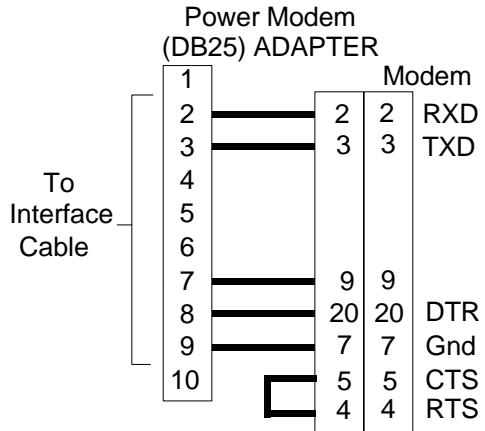 Power Modem
(DB25) ADAPTER
Modem
1
2 2 2 RXD
3 3 3 TXD
4
To
5
Interface
6
Cable
7 9 9
8 20 20 DTR
9 7 7 Gnd
10 5 5 CTS
4 4 RTS